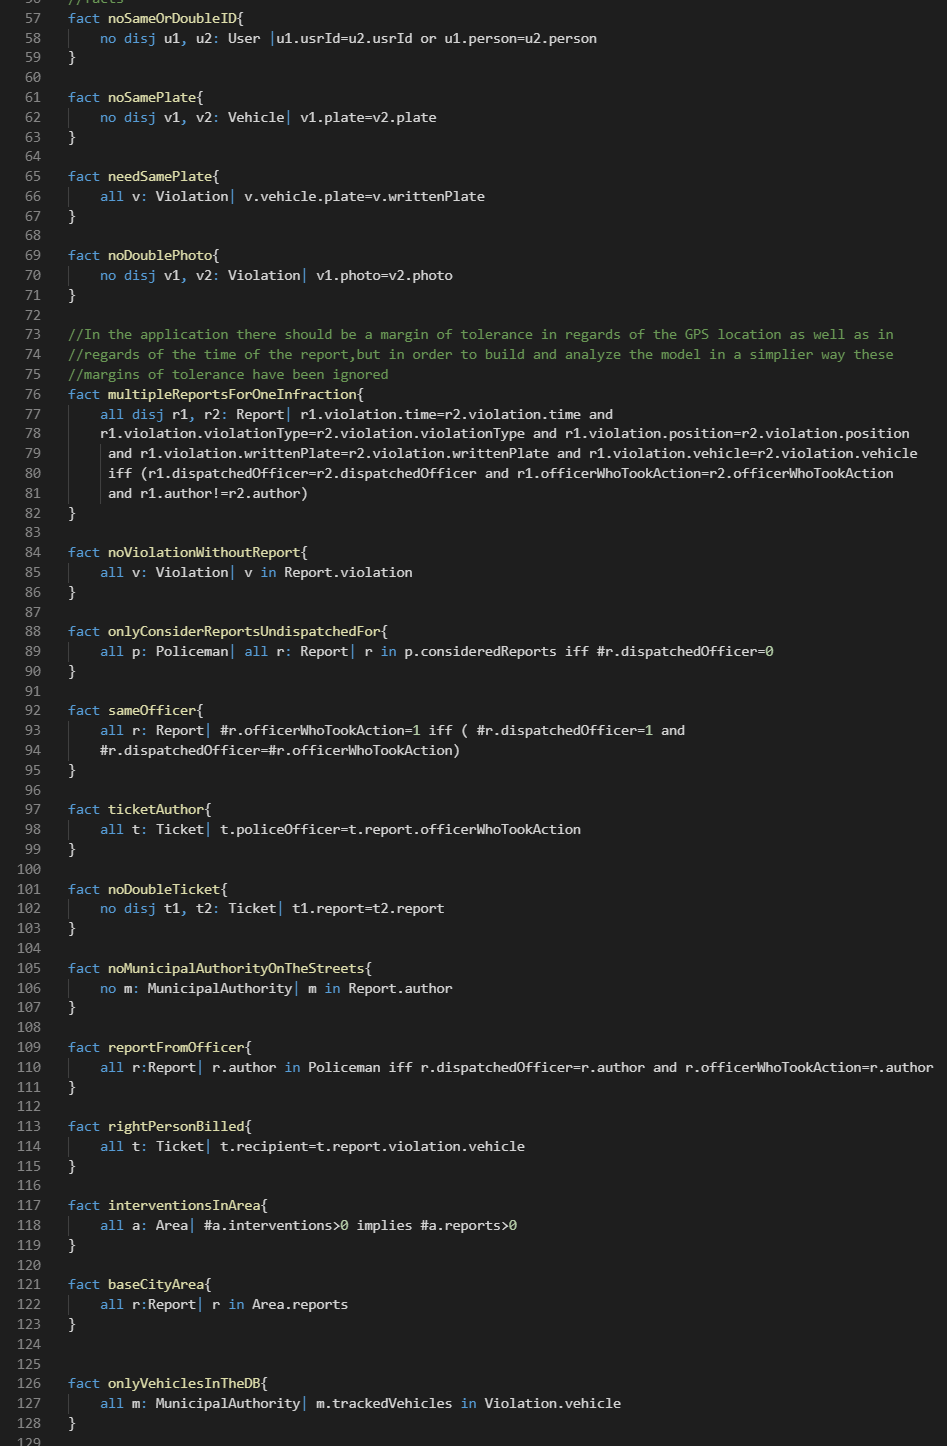 56 //facts
57 fact noSameOrDoubleID{
58 no disj u1, u2: User |u1.usrId=u2.usrId or u1.person=u2.person
59 }
60
61 fact noSamePlate{
62 no disj v1, v2: Vehicle| v1.plate=v2.plate
63 }
64
65 fact needSamePlate{
66 all v: Violation| v.vehicle.plate=v.writtenPlate
67 }
68
69 fact noDoublePhoto{
70 no disj v1, v2: Violation| v1.photo=v2.photo
71 }
72
73 //In the application there should be a margin of tolerance in regards of the GPS location as well as in
74 //regards of the time of the report,but in order to build and analyze the model in a simplier way these
75 //margins of tolerance have been ignored
76 fact multipleReportsForOneInfraction{
77 all disj r1, r2: Report| r1.violation.time=r2.violation.time and
78 r1.violation.violationType=r2.violation.violationType and r1.violation.position=r2.violation.position
79 and r1.violation.writtenPlate=r2.violation.writtenPlate and r1.violation.vehicle=r2.violation.vehicle
80 iff (r1.dispatchedOfficer=r2.dispatchedOfficer and r1.officerWhoTookAction=r2.officerWhoTookAction
81 and r1.author!=r2.author)
82 }
83
84 fact noViolationWithoutReport{
85 all v: Violation| v in Report.violation
86 }
87
88 fact onlyConsiderReportsUndispatchedFor{
89 all p: Policeman| all r: Report| r in p.consideredReports iff #r.dispatchedOfficer=0
90 }
91
92 fact sameOfficer{
93 all r: Report| #r.officerWhoTookAction=1 iff ( #r.dispatchedOfficer=1 and
94 #r.dispatchedOfficer=#r.officerWhoTookAction)
95 }
96
97 fact ticketAuthor{
98 all t: Ticket| t.policeOfficer=t.report.officerWhoTookAction
99 }
100
101 fact noDoubleTicket{
102 no disj t1, t2: Ticket| t1.report=t2.report
103 }
104
105 fact noMunicipalAuthorityOnTheStreets{
106 no m: MunicipalAuthority| m in Report.author
107 }
108
109 fact reportFromOfficer{
110 all r:Report| r.author in Policeman iff r.dispatchedOfficer=r.author and r.officerWhoTookAction=r.author
111 }
112
113 fact rightPersonBilled{
114 all t: Ticket| t.recipient=t.report.violation.vehicle
115 }
116
117 fact interventionsInArea{
118 all a: Area| #a.interventions>0 implies #a.reports>0
119 }
120
121 fact baseCityArea{
122 all r:Report| r in Area.reports
123 }
124
125
126 fact onlyVehiclesInTheDB{
127 all m: MunicipalAuthority| m.trackedVehicles in Violation.vehicle
128 }
129